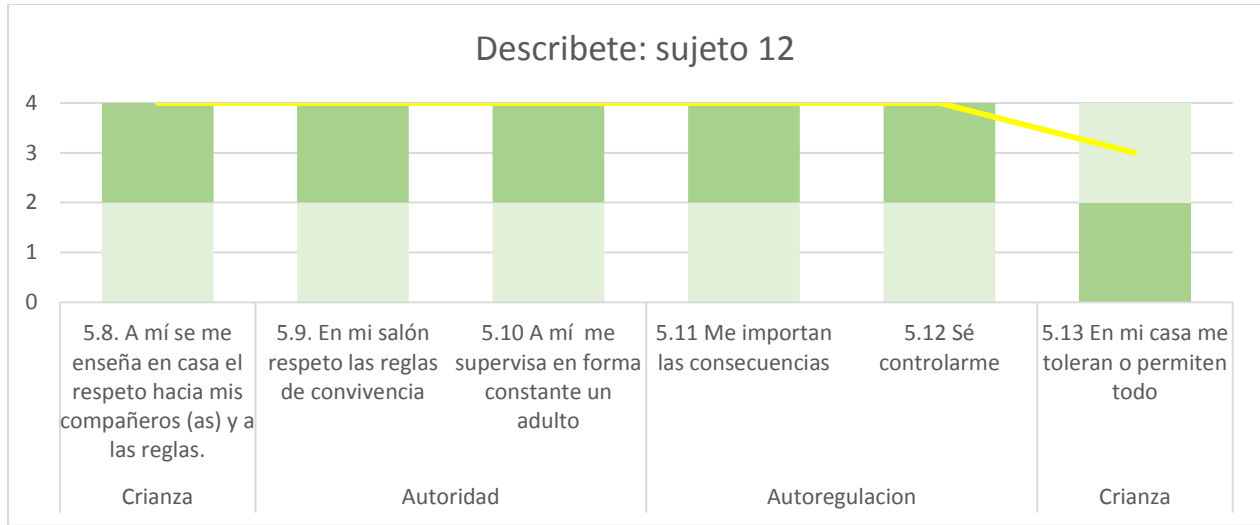 Describete: sujeto 12
4
3
2
1
0
5.8. A mí se me
enseña en casa el
respeto hacia mis
compañeros (as) y a
las reglas.
5.9. En mi salón
respeto las reglas
de convivencia
5.10 A mí  me
supervisa en forma
constante un
adulto
5.11 Me importan
las consecuencias
5.12 Sé
controlarme
5.13 En mi casa me
toleran o permiten
todo
Crianza
Autoridad
Autoregulacion
Crianza